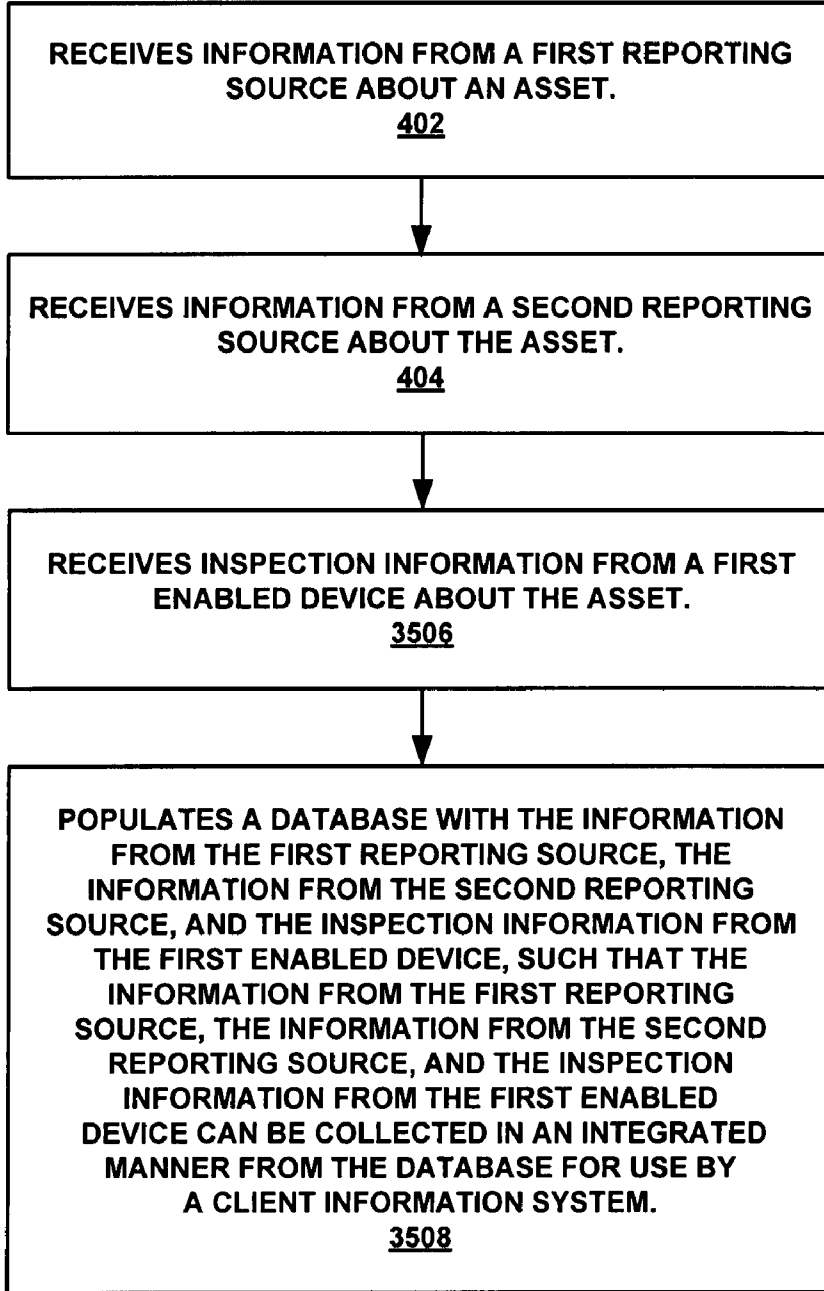 RECEIVES INFORMATION FROM A FIRST REPORTING
SOURCE ABOUT AN ASSET.
402
RECEIVES INFORMATION FROM A SECOND REPORTING
SOURCE ABOUT THE ASSET.
404
RECEIVES INSPECTION INFORMATION FROM A FIRST
ENABLED DEVICE ABOUT THE ASSET.
3506
POPULATES A DATABASE WITH THE INFORMATION
FROM THE FIRST REPORTING SOURCE, THE
INFORMATION FROM THE SECOND REPORTING
SOURCE, AND THE INSPECTION INFORMATION FROM
THE FIRST ENABLED DEVICE, SUCH THAT THE
INFORMATION FROM THE FIRST REPORTING
SOURCE, THE INFORMATION FROM THE SECOND
REPORTING SOURCE, AND THE INSPECTION
INFORMATION FROM THE FIRST ENABLED
DEVICE CAN BE COLLECTED IN AN INTEGRATED
MANNER FROM THE DATABASE FOR USE BY
A CLIENT INFORMATION SYSTEM.
3508